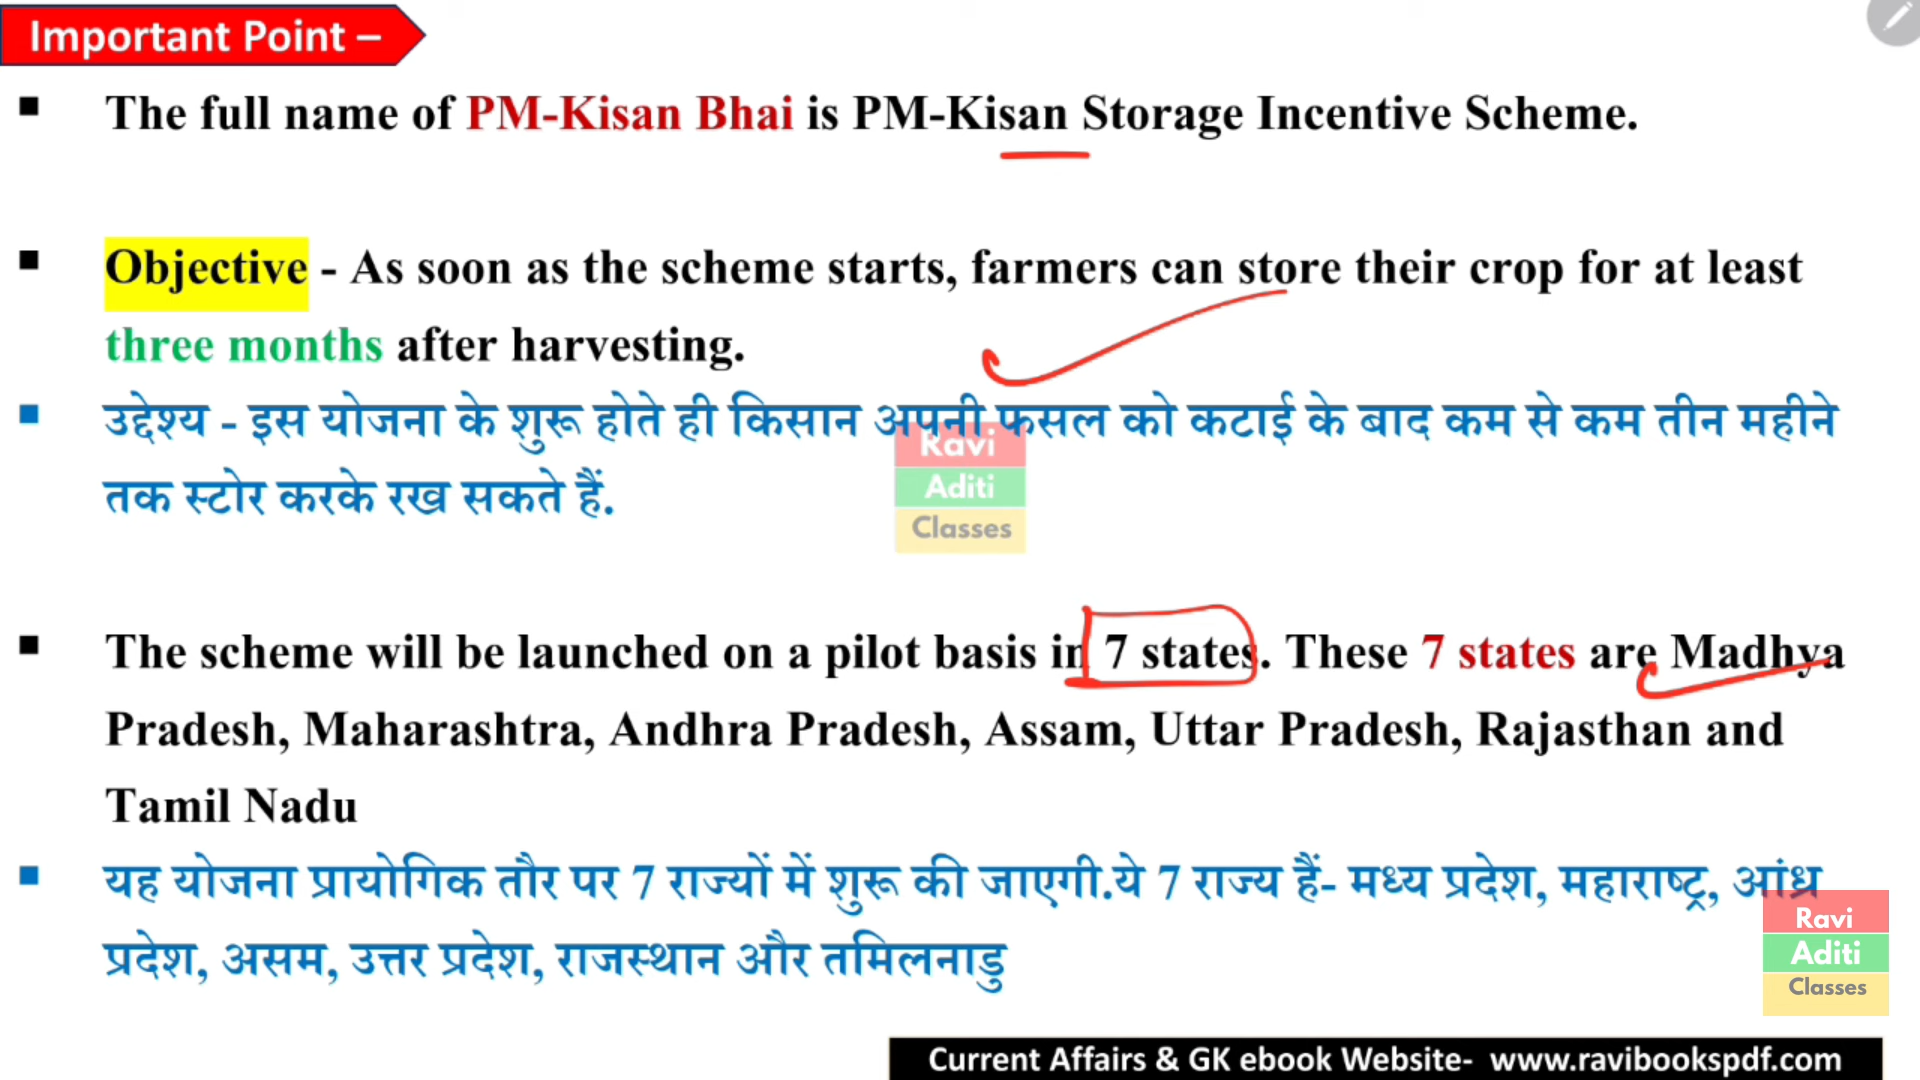 Important Point –
The full name of PM-Kisan Bhai is PM-Kisan Storage Incentive Scheme.
Objective - As soon as the scheme starts, farmers can store their crop for at least
three months after harvesting.
उद्देश्य - इस योजना के शुरू होते ही किसान अपनी फसल को कटाई के बाद कम से कम तीन महीने
तक स्टोर करके रख सकते हैं.
Ravi
Aditi
Classes
The scheme will be launched on a pilot basis in 7 states. These 7 states are Madhya
Pradesh, Maharashtra, Andhra Pradesh, Assam, Uttar Pradesh, Rajasthan and
Tamil Nadu
यह योजना प्रायोगिक तौर पर 7 राज्यों में शुरू की जाएगी.ये 7 राज्य हैं- मध्य प्रदेश, महाराष्ट्र, आंध्र
प्रदेश, असम, उत्तर प्रदेश, राजस्थान और तमिलनाडु
Ravi
Aditi
Classes
Current Affairs & GK ebook Website- www.ravibookspdf.com